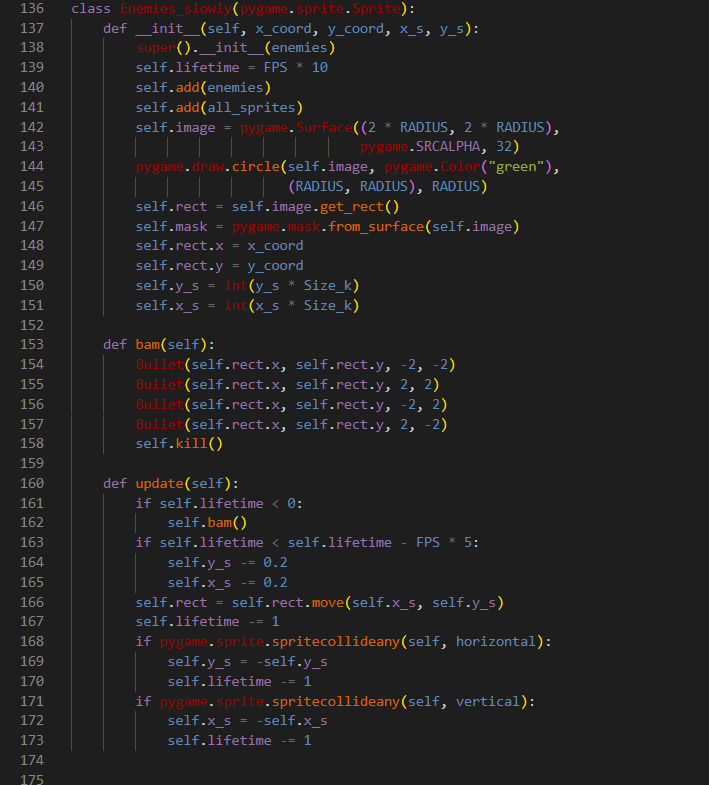 136 class Enemies_slowly(pygame.sprite.Sprite):
137     def __init__(self, x_coord, y_coord, x_s, y_s):
138         super().__init__(enemies)
139         self.lifetime = FPS * 10
140         self.add(enemies)
141         self.add(all_sprites)
142         self.image = pygame.Surface((2 * RADIUS, 2 * RADIUS),
143                                     pygame.SRCALPHA, 32)
144         pygame.draw.circle(self.image, pygame.Color("green"),
145                            (RADIUS, RADIUS), RADIUS)
146         self.rect = self.image.get_rect()
147         self.mask = pygame.mask.from_surface(self.image)
148         self.rect.x = x_coord
149         self.rect.y = y_coord
150         self.y_s = int(y_s * Size_k)
151         self.x_s = int(x_s * Size_k)
152
153     def bam(self):
154         Bullet(self.rect.x, self.rect.y, -2, -2)
155         Bullet(self.rect.x, self.rect.y, 2, 2)
156         Bullet(self.rect.x, self.rect.y, -2, 2)
157         Bullet(self.rect.x, self.rect.y, 2, -2)
158         self.kill()
159
160     def update(self):
161         if self.lifetime < 0:
162             self.bam()
163         if self.lifetime < self.lifetime - FPS * 5:
164             self.y_s -= 0.2
165             self.x_s -= 0.2
166         self.rect = self.rect.move(self.x_s, self.y_s)
167         self.lifetime -= 1
168         if pygame.sprite.spritecollideany(self, horizontal):
169             self.y_s = -self.y_s
170             self.lifetime -= 1
171         if pygame.sprite.spritecollideany(self, vertical):
172             self.x_s = -self.x_s
173             self.lifetime -= 1
174
175